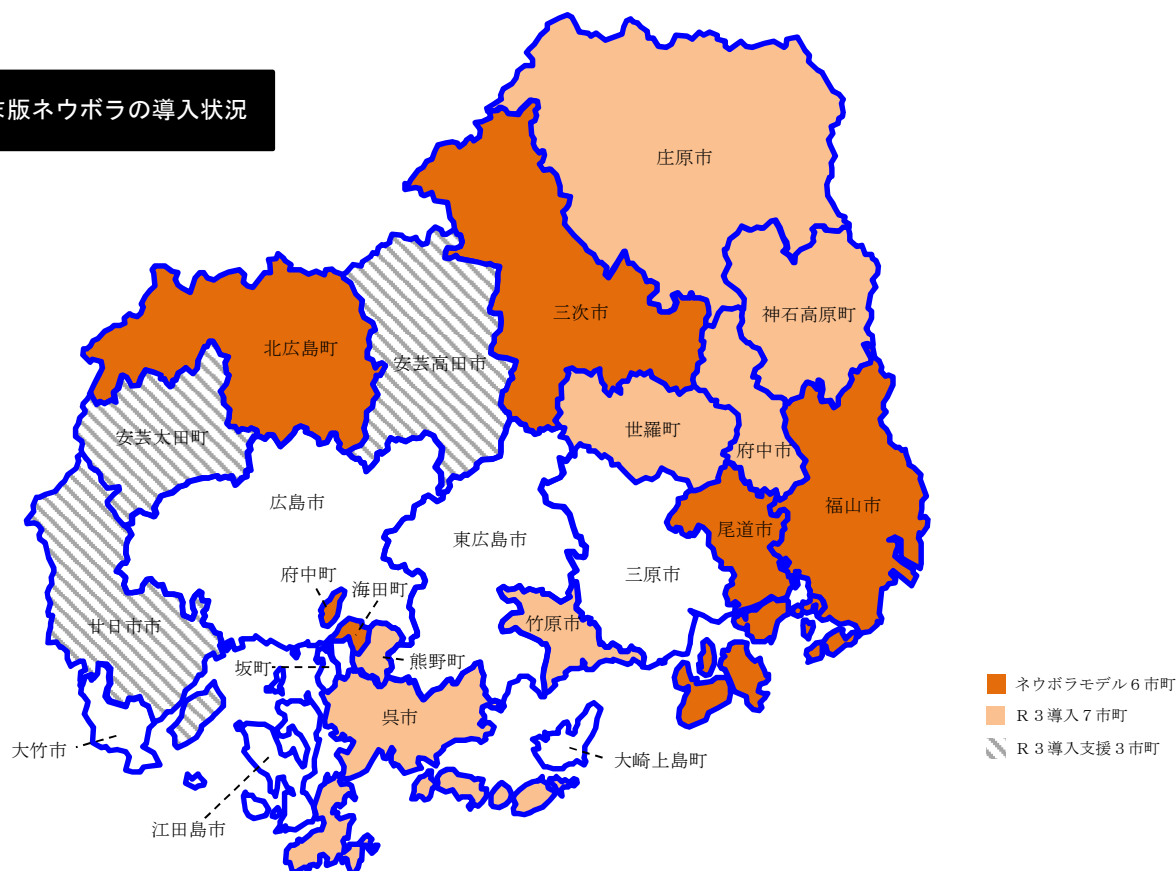 版ネウボラの導入状況
庄原市
神石高原町
三次市
北広島町
安芸高田市
世羅町
安芸太田町
府中市
広島市
福山市
尾道市
東広島市
三原市
府中町
海田町
竹原市
廿日市市
熊野町
坂町
ネウボラモデル６市町
呉市
Ｒ３導入７市町
大竹市
Ｒ３導入支援３市町
大崎上島町
江田島市